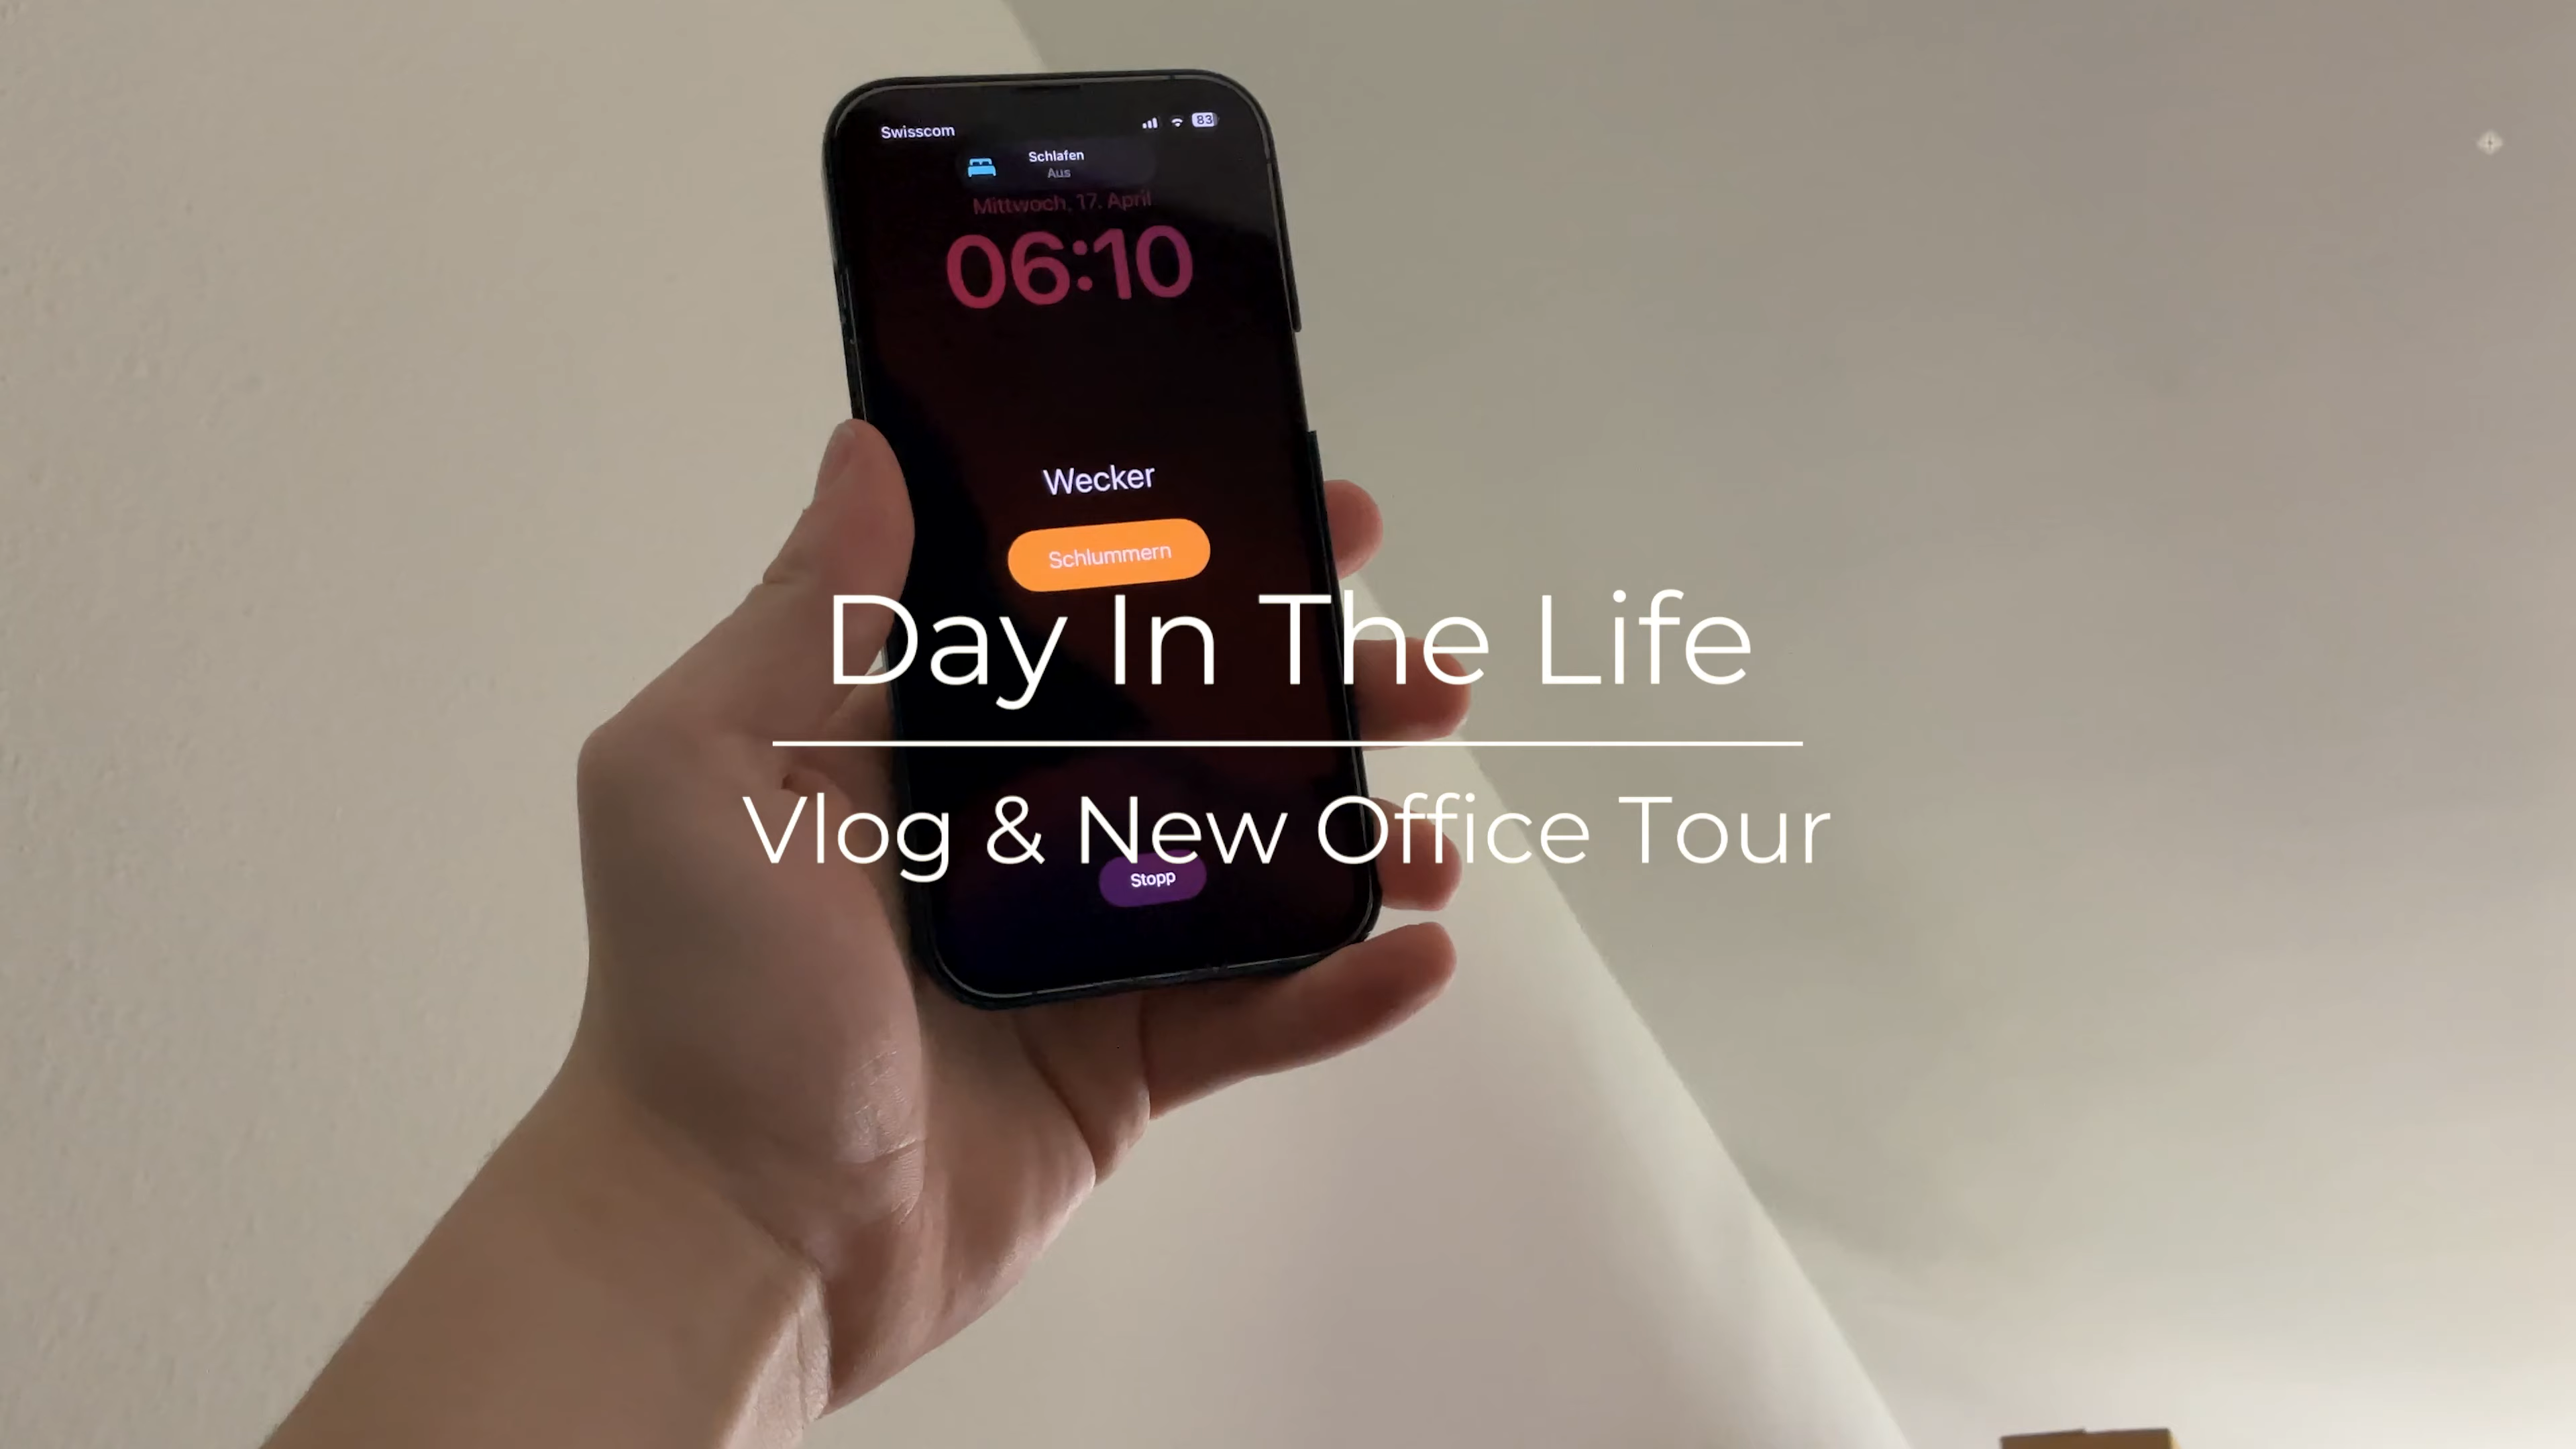 Swisscom
83
Schlafen
Aus
Mittwoch, 17. April
06:10
Wecker
Schlummern
Day In The Life
Vlog & New Office Tour
Stopp